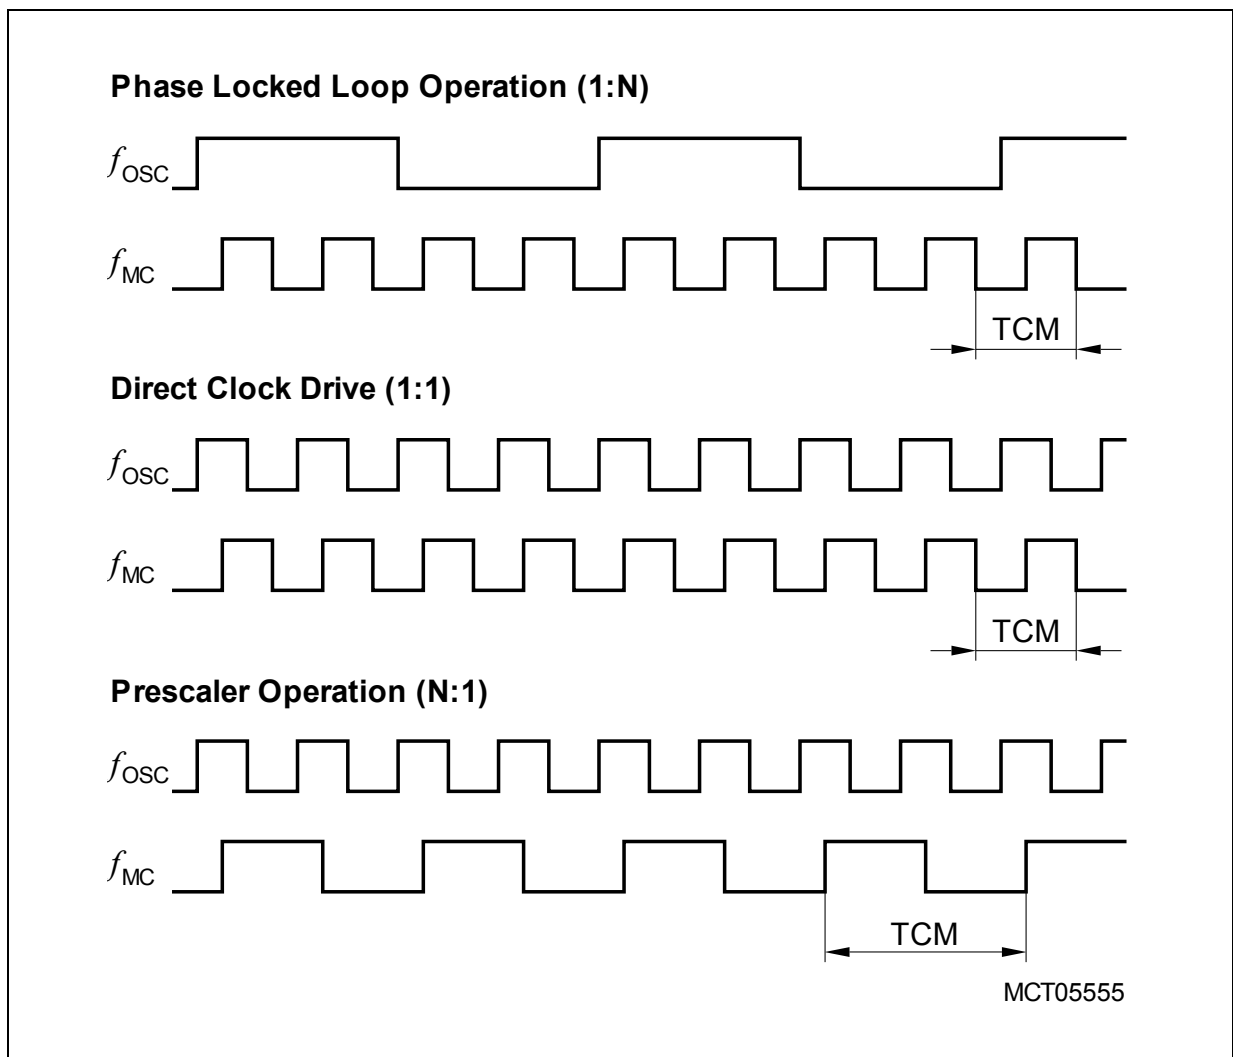 Phase Locked Loop Operation (1:N)
fOSC
fMC
TCM
Direct Clock Drive (1:1)
fOSC
fMC
TCM
Prescaler Operation (N:1)
fOSC
fMC
TCM
MCT05555